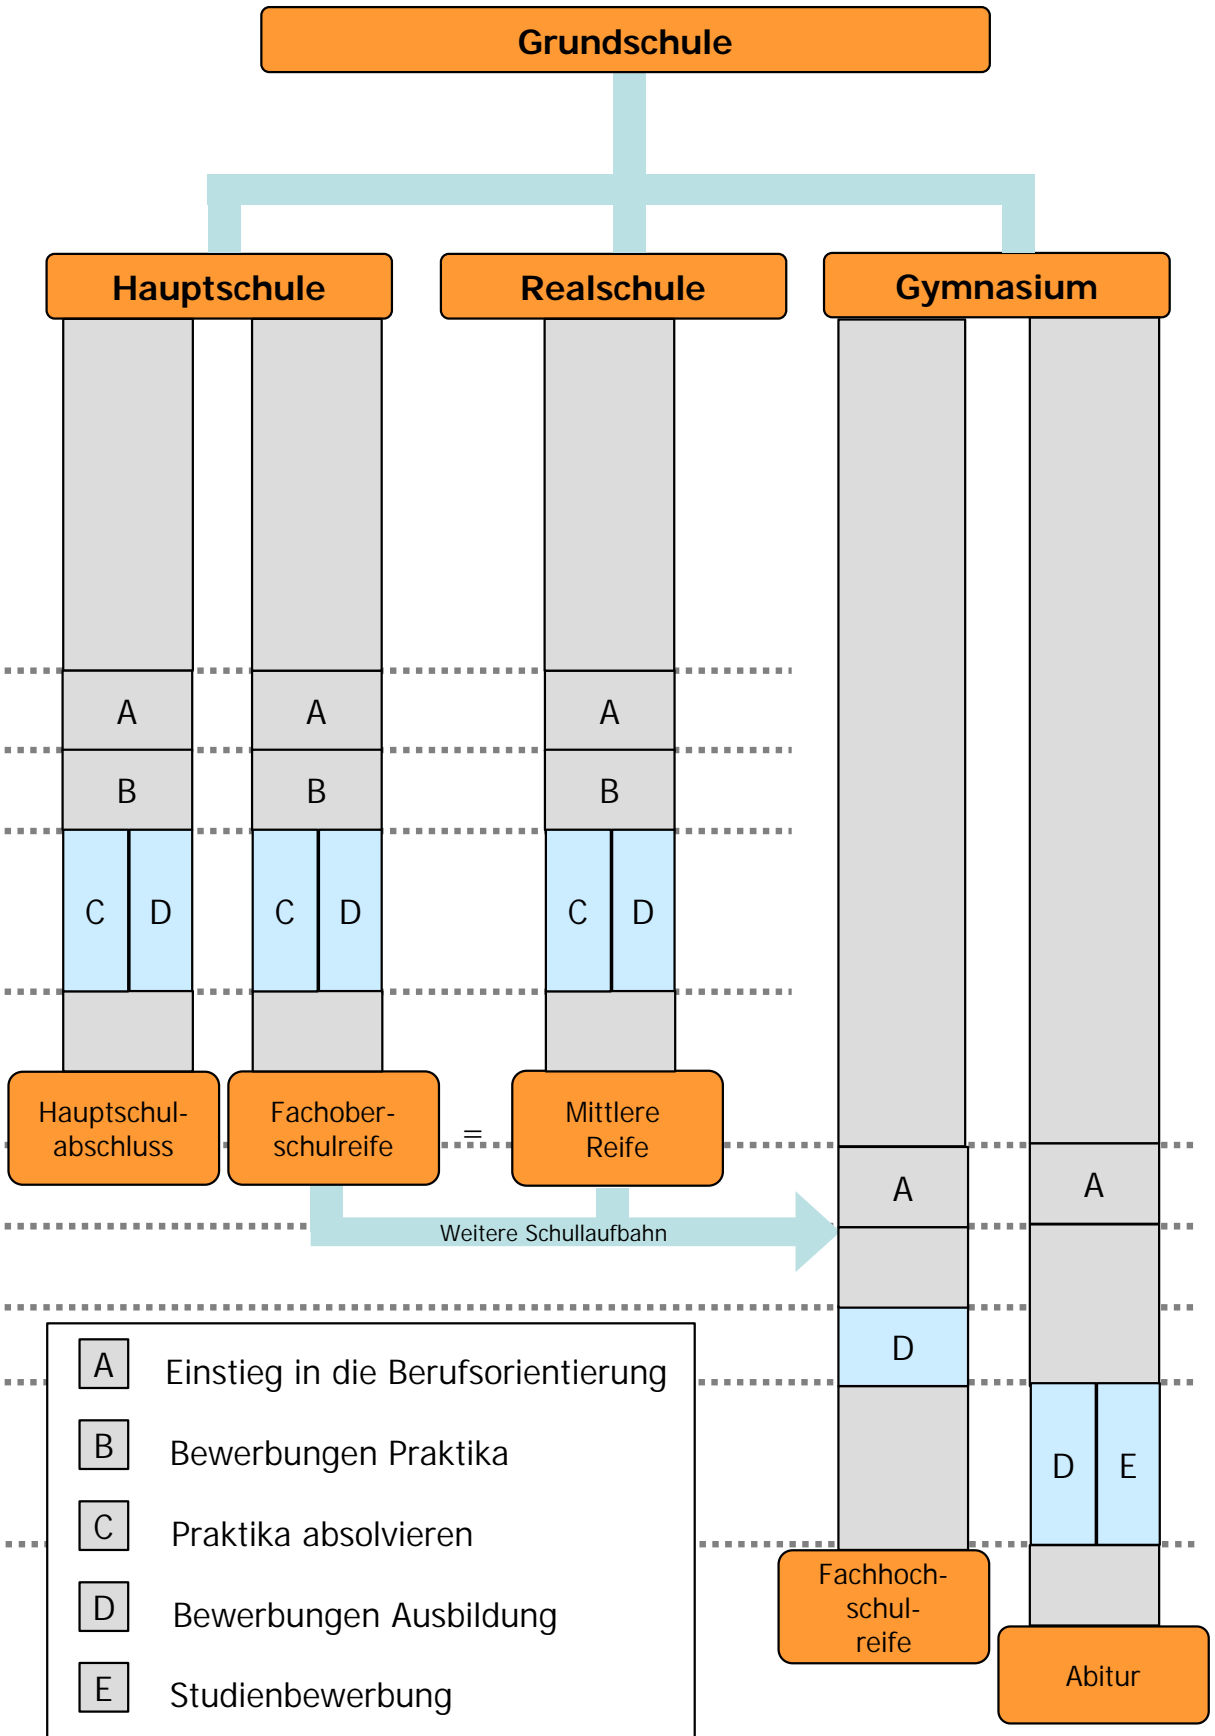 Grundschule
Hauptschule
Realschule
Gymnasium
A
A
A
B
B
B
C
D
C
D
C
D
Hauptschul-
abschluss
Fachober-
schulreife
=
Mittlere
Reife
A
A
Weitere Schullaufbahn
D
D
E
Fachhoch-
schul-
reife
Abitur
A Einstieg in die Berufsorientierung
B Bewerbungen Praktika
C Praktika absolvieren
D Bewerbungen Ausbildung
E Studienbewerbung